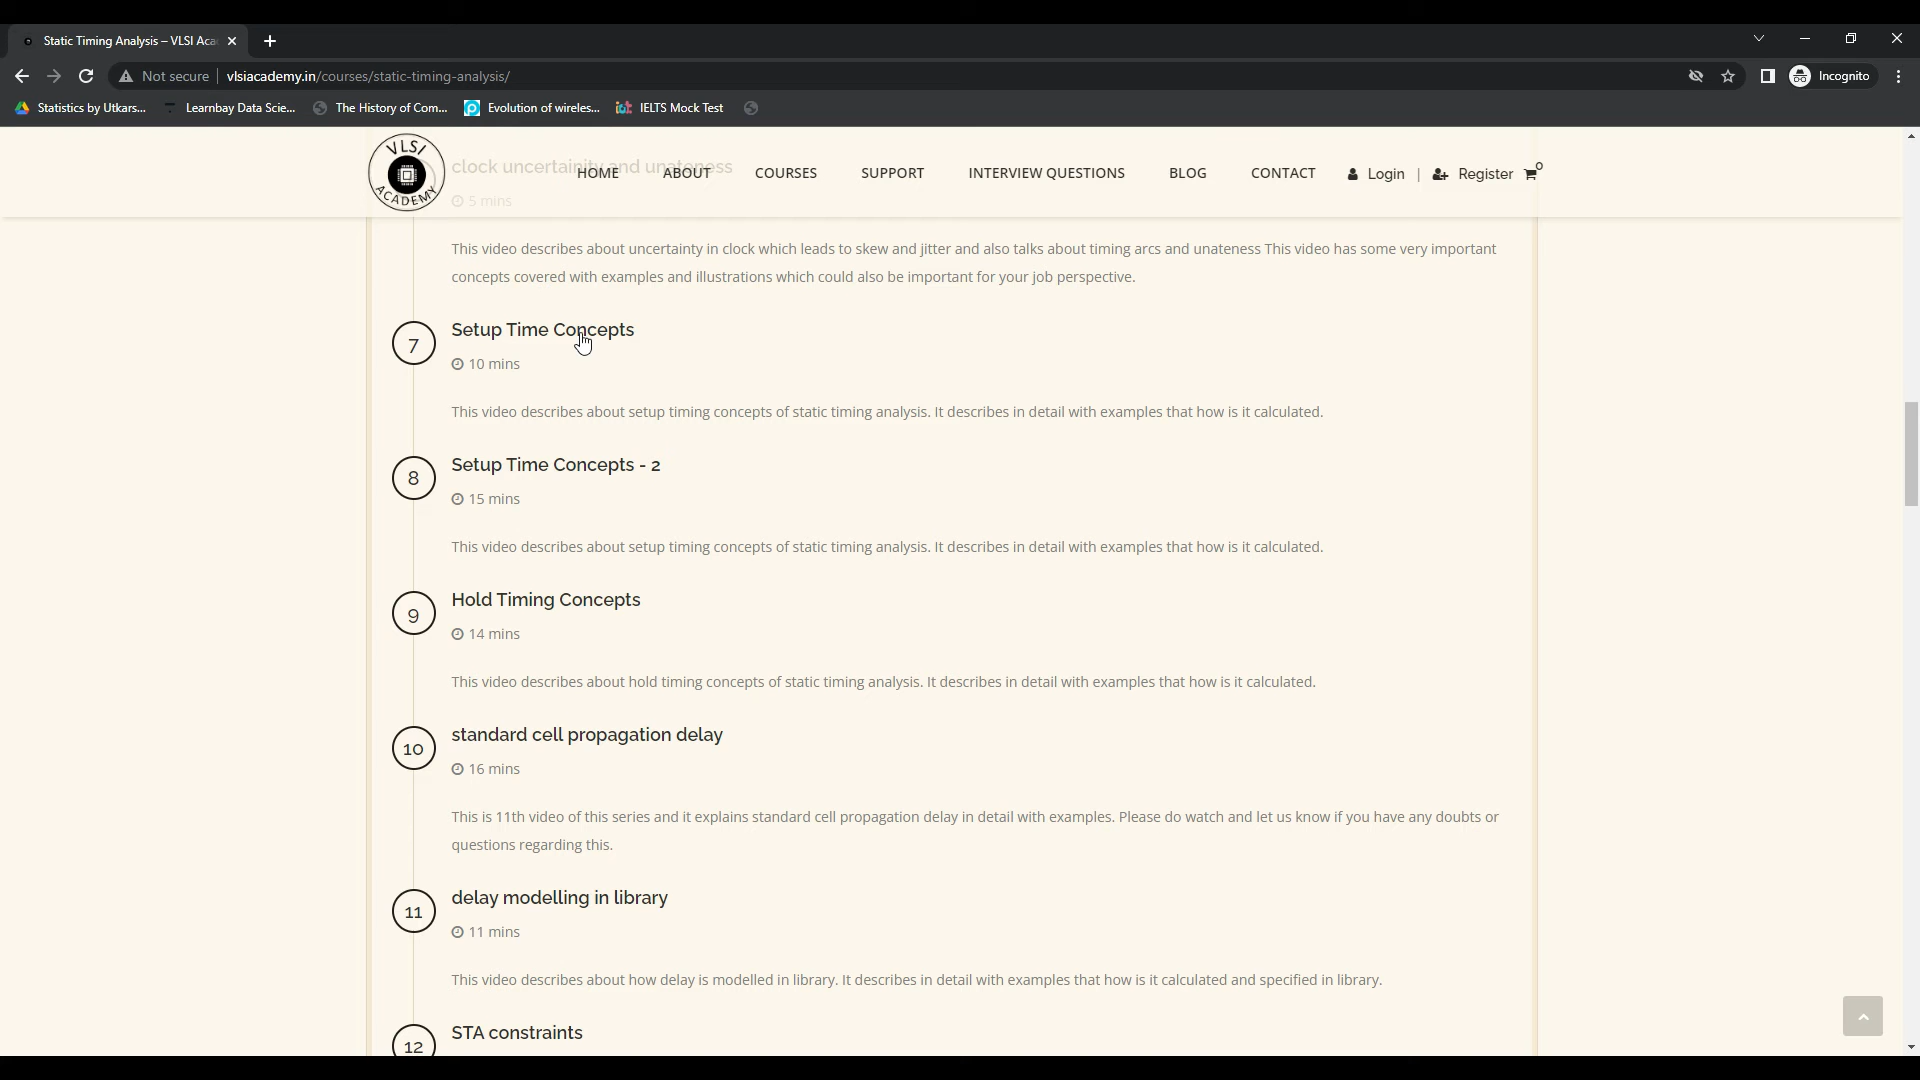 Static Timing Analysis – VLSI Aca
Not secure vlsiacademy.in/courses/static-timing-analysis/ Incognito
Statistics by Utkars... Learnbay Data Scie... The History of Com... Evolution of wireles... iot IELTS Mock Test
VLSI ACADEMY
clock uncertainity and unateness
HOME ABOUT COURSES SUPPORT INTERVIEW QUESTIONS BLOG CONTACT Login | Register 0
5 mins
This video describes about uncertainty in clock which leads to skew and jitter and also talks about timing arcs and unateness This video has some very important
concepts covered with examples and illustrations which could also be important for your job perspective.
7 Setup Time Concepts
10 mins
This video describes about setup timing concepts of static timing analysis. It describes in detail with examples that how is it calculated.
8 Setup Time Concepts - 2
15 mins
This video describes about setup timing concepts of static timing analysis. It describes in detail with examples that how is it calculated.
9 Hold Timing Concepts
14 mins
This video describes about hold timing concepts of static timing analysis. It describes in detail with examples that how is it calculated.
10 standard cell propagation delay
16 mins
This is 11th video of this series and it explains standard cell propagation delay in detail with examples. Please do watch and let us know if you have any doubts or
questions regarding this.
11 delay modelling in library
11 mins
This video describes about how delay is modelled in library. It describes in detail with examples that how is it calculated and specified in library.
12 STA constraints